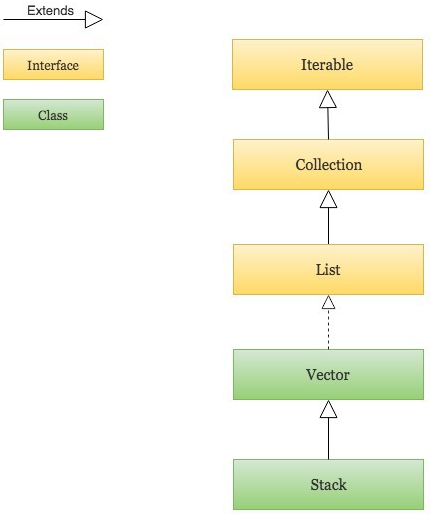 Extends
Interface
Class
Iterable
Collection
List
Vector
Stack